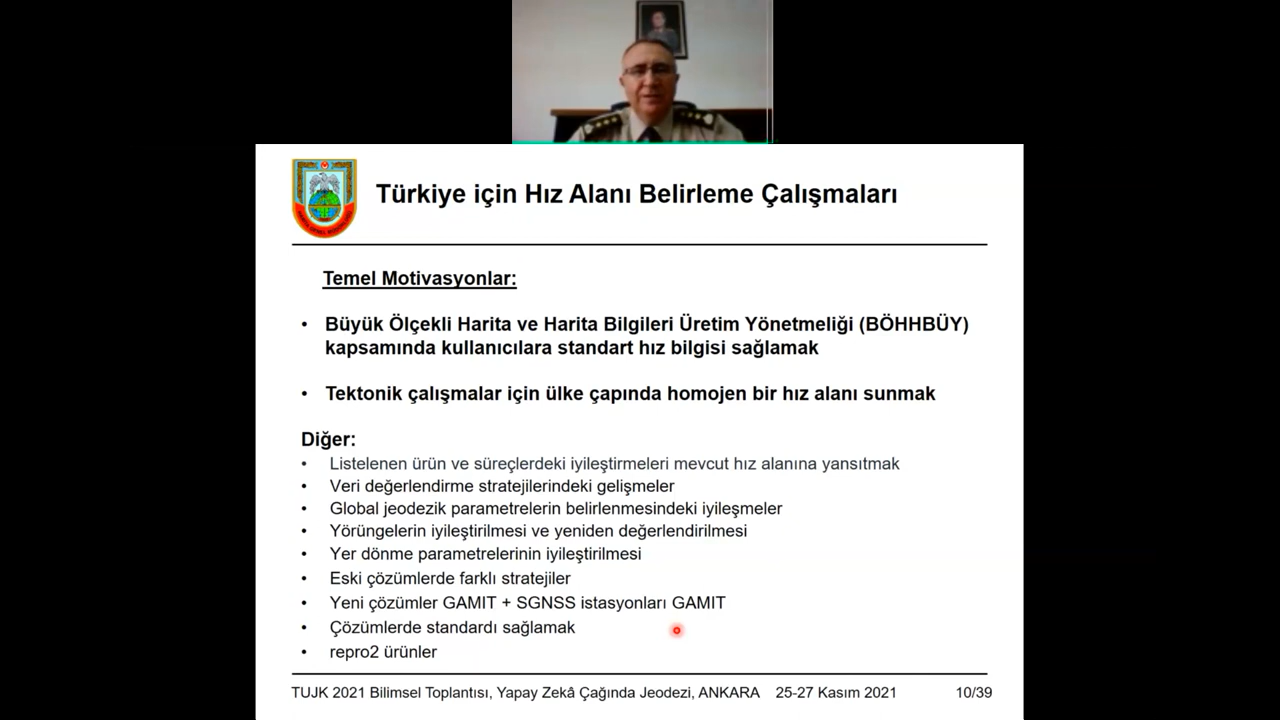 Türkiye için Hız Alanı Belirleme Çalışmaları
Temel Motivasyonlar:
• Büyük Ölçekli Harita ve Harita Bilgileri Üretim Yönetmeliği (BÖHHBÜY)
kapsamında kullanıcılara standart hız bilgisi sağlamak
• Tektonik çalışmalar için ülke çapında homojen bir hız alanı sunmak
Diğer:
• Listelenen ürün ve süreçlerdeki iyileştirmeleri mevcut hız alanına yansıtmak
• Veri değerlendirme stratejilerindeki gelişmeler
• Global jeodezik parametrelerin belirlenmesindeki iyileşmeler
• Yörüngelerin iyileştirilmesi ve yeniden değerlendirilmesi
• Yer dönme parametrelerinin iyileştirilmesi
• Eski çözümlerde farklı stratejiler
• Yeni çözümler GAMIT + SGNSS istasyonları GAMIT
• Çözümlerde standardı sağlamak
• repro2 ürünler
TUJK 2021 Bilimsel Toplantısı, Yapay Zekâ Çağında Jeodezi, ANKARA 25-27 Kasım 2021 10/39